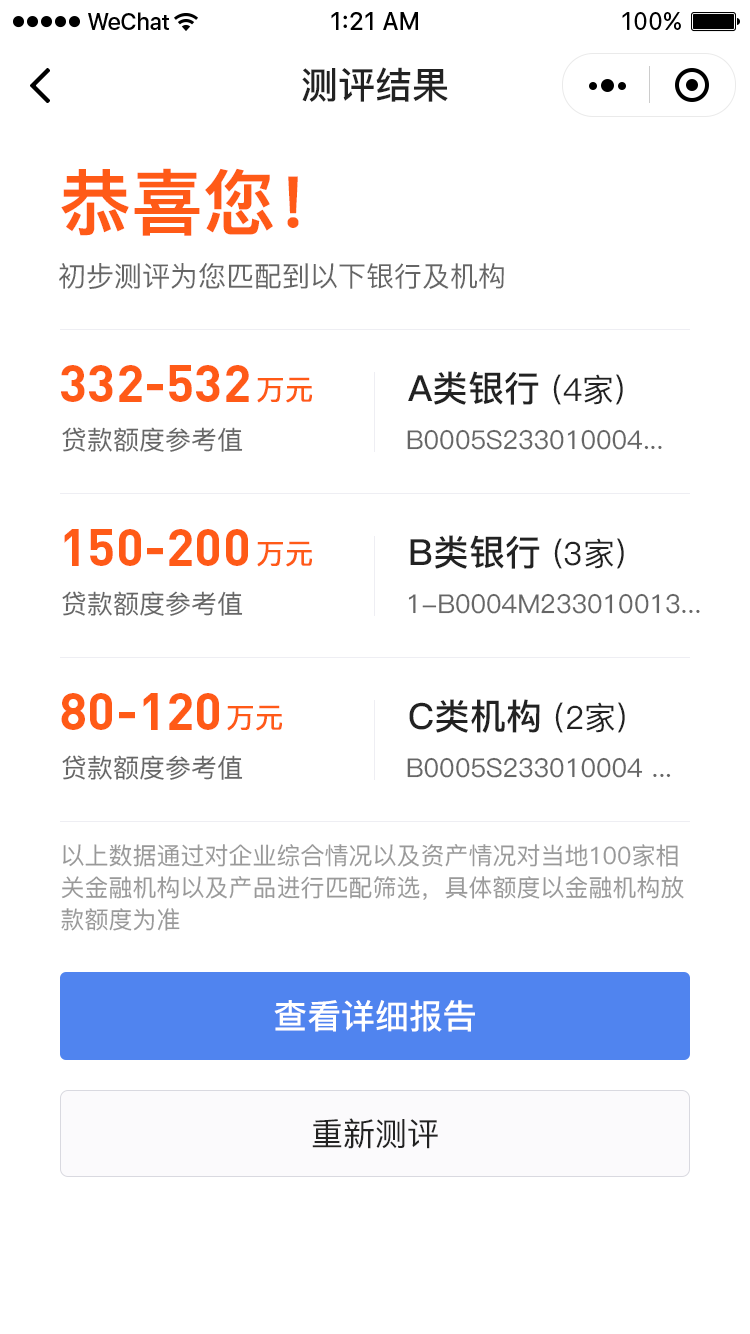 WeChat 1:21 AM 100%
测评结果
恭喜您！
初步测评为您匹配到以下银行及机构
332-532万元
贷款额度参考值
A类银行（4家）
B0005S233010004...
150-200万元
贷款额度参考值
B类银行（3家）
1-B0004M233010013...
80-120万元
贷款额度参考值
C类机构（2家）
B0005S233010004 ...
以上数据通过对企业综合情况以及资产情况对当地100家相
关金融机构以及产品进行匹配筛选，具体额度以金融机构放
款额度为准
查看详细报告
重新测评